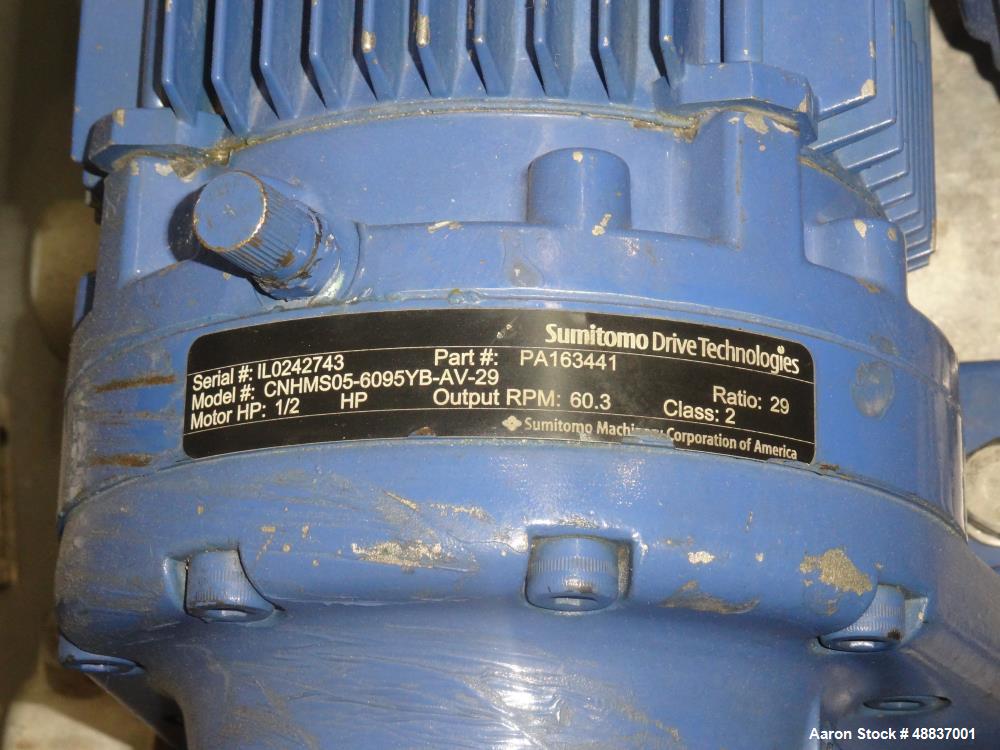 Sumitomo Drive Technologies
Serial #: IL0242743 Part #: PA163441
Model #: CNHMS05-6095YB-AV-29 Ratio: 29
Motor HP: 1/2 HP Output RPM: 60.3 Class: 2
Sumitomo Machinery Corporation of America
Aaron Stock # 48837001